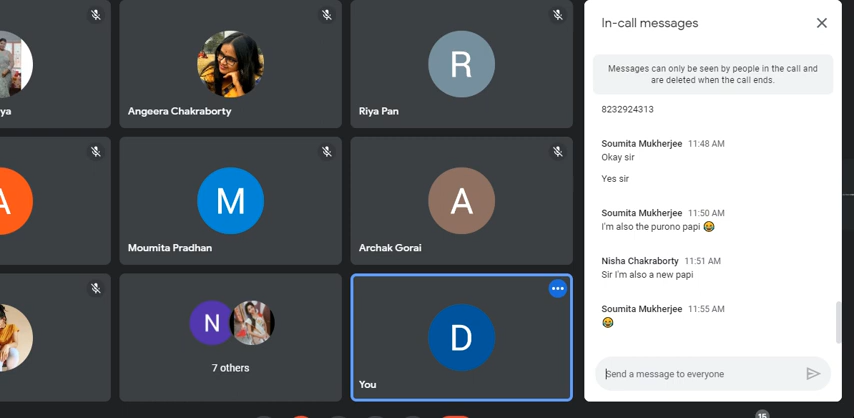 ya
Angeera Chakraborty
R
Riya Pan
A
M
Moumita Pradhan
A
Archak Gorai
N
7 others
D
You
In-call messages
Messages can only be seen by people in the call and
are deleted when the call ends.
8232924313
Soumita Mukherjee 11:48 AM
Okay sir
Yes sir
Soumita Mukherjee 11:50 AM
I'm also the purono papi 😂
Nisha Chakraborty 11:51 AM
Sir I'm also a new papi
Soumita Mukherjee 11:55 AM
😂
Send a message to everyone
15